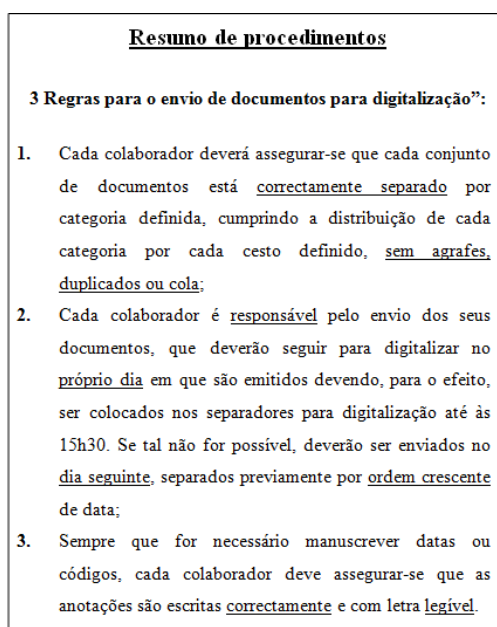 Resumo de procedimentos
3 Regras para o envio de documentos para digitalização”:
1. Cada colaborador deverá assegurar-se que cada conjunto
de documentos está correctamente separado por
categoria definida, cumprindo a distribuição de cada
categoria por cada cesto definido, sem agrafes,
duplicados ou cola;
2. Cada colaborador é responsável pelo envio dos seus
documentos, que deverão seguir para digitalizar no
próprio dia em que são emitidos devendo, para o efeito,
ser colocados nos separadores para digitalização até às
15h30. Se tal não for possível, deverão ser enviados no
dia seguinte, separados previamente por ordem crescente
de data;
3. Sempre que for necessário manuscrever datas ou
códigos, cada colaborador deve assegurar-se que as
anotações são escritas correctamente e com letra legível.